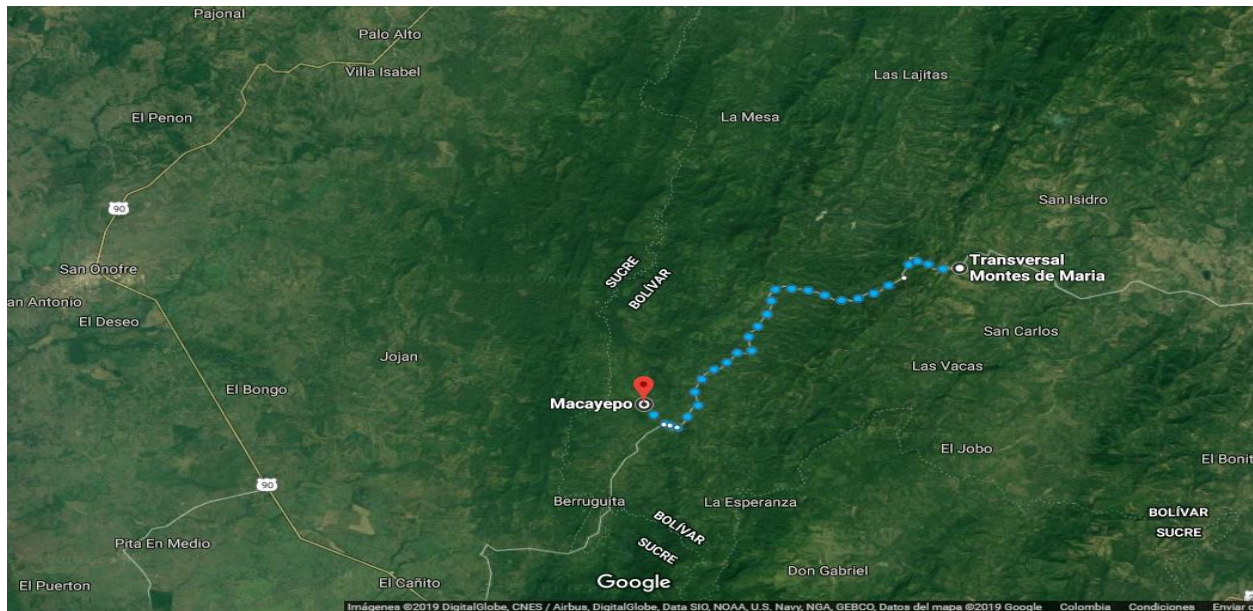 Pajonal
Palo Alto
Villa Isabel
Las Lajitas
El Penon
La Mesa
San Isidro
90
San Onofre
Transversal
Montes de Maria
SUCRE
BOLÍVAR
an Antonio
El Deseo
San Carlos
Jojan
Las Vacas
El Bongo
Macayepo
El Jobo
El Bonit
90
Berruguita
La Esperanza
BOLÍVAR
SUCRE
BOLÍVAR
SUCRE
Pita En Medio
Don Gabriel
El Puerton
El Cañito
Google
Imágenes ©2019 DigitalGlobe, CNES / Airbus, DigitalGlobe, Data SIO, NOAA, U.S. Navy, NGA, GEBCO, Datos del mapa ©2019 Google Colombia Condiciones Enviar